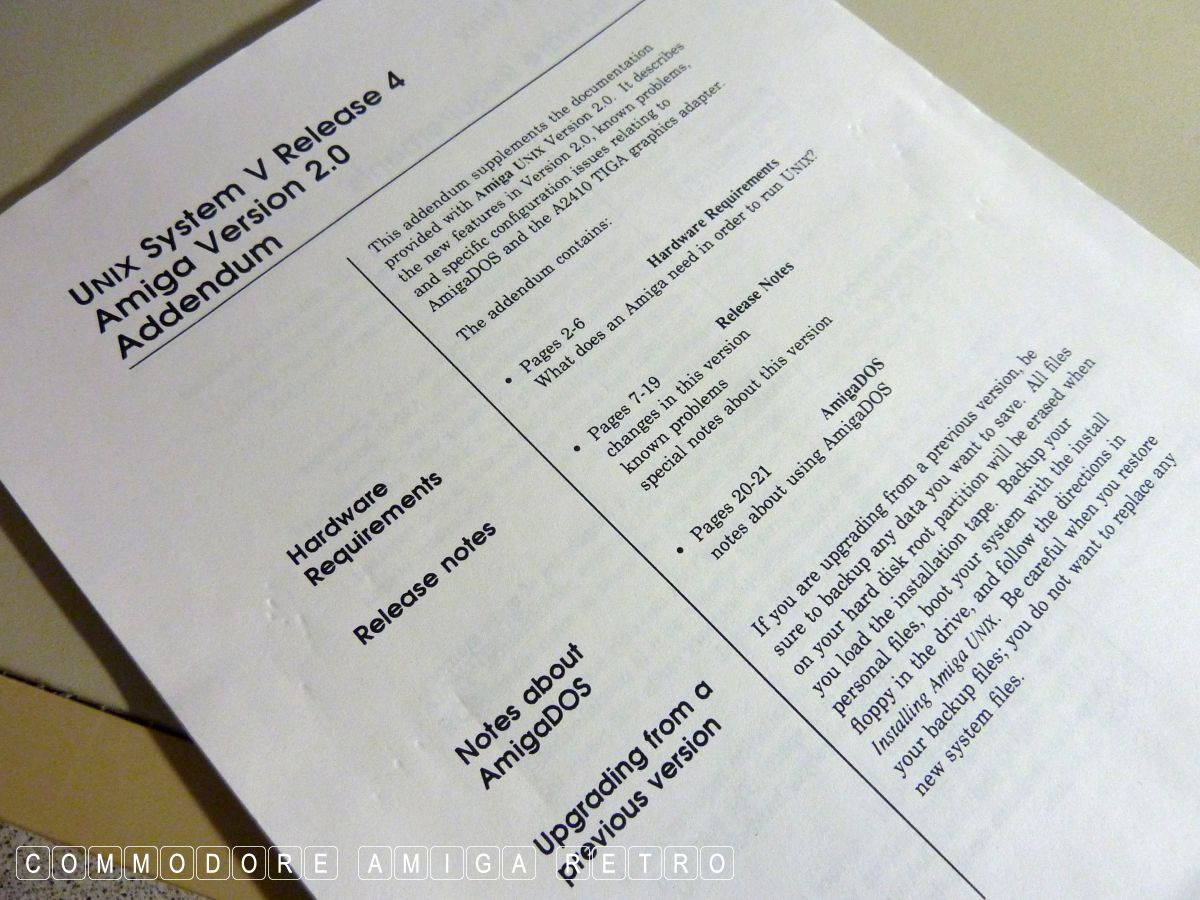 UNIX System V Release 4
Amiga Version 2.0
Addendum
This addendum supplements the documentation
provided with Amiga UNIX Version 2.0. It describes
the new features in Version 2.0, known problems,
and specific configuration issues relating to
AmigaDOS and the A2410 TIGA graphics adapter.
The addendum contains:
Hardware
Requirements
Hardware Requirements
• Pages 2-6
What does an Amiga need in order to run UNIX?
Release notes
Release Notes
• Pages 7-19
changes in this version
known problems
special notes about this version
Notes about
AmigaDOS
AmigaDOS
• Pages 20-21
notes about using AmigaDOS
Upgrading from a
previous version
If you are upgrading from a previous version, be
sure to backup any data you want to save. All files
on your hard disk root partition will be erased when
you load the installation tape. Backup your
personal files, boot your system with the install
floppy in the drive, and follow the directions in
Installing Amiga UNIX. Be careful when you restore
your backup files; you do not want to replace any
new system files.
COMMODORE AMIGA RETRO